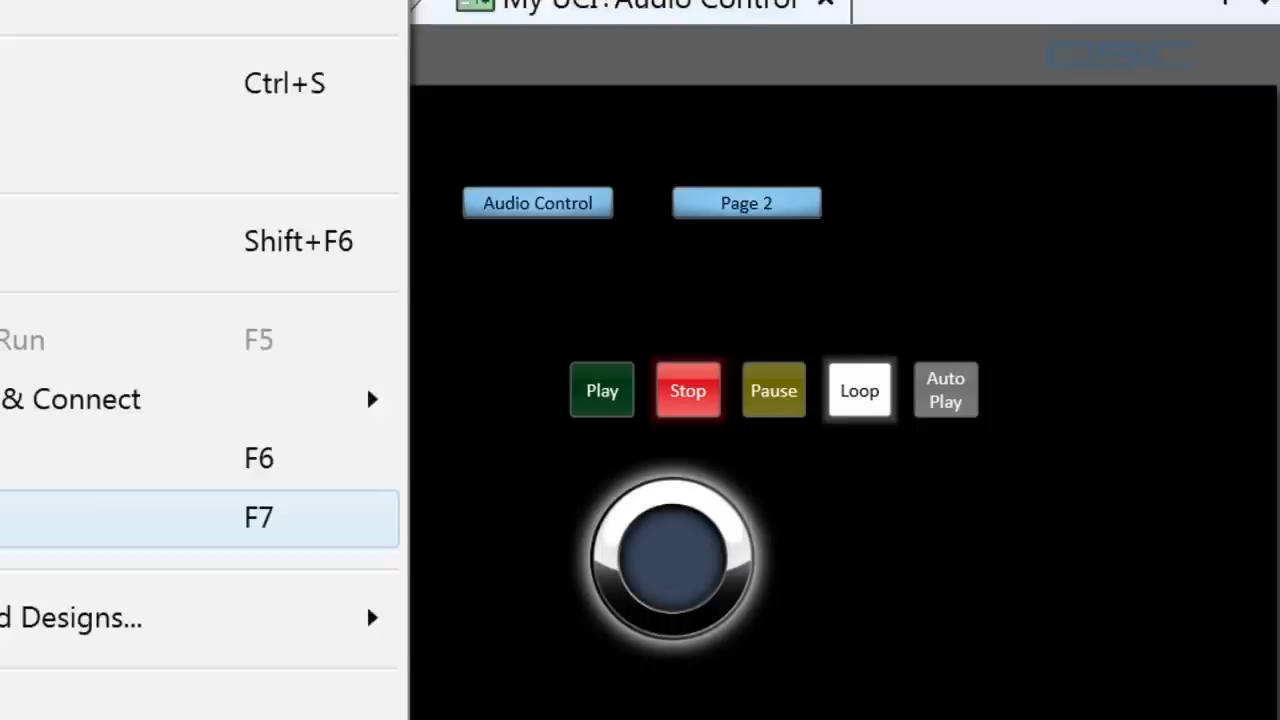 My UCI: Audio Control
QSC
Ctrl+S
Audio Control
Page 2
Shift+F6
Run F5
& Connect
Play
Stop
Pause
Loop
Auto
Play
F6
F7
d Designs...